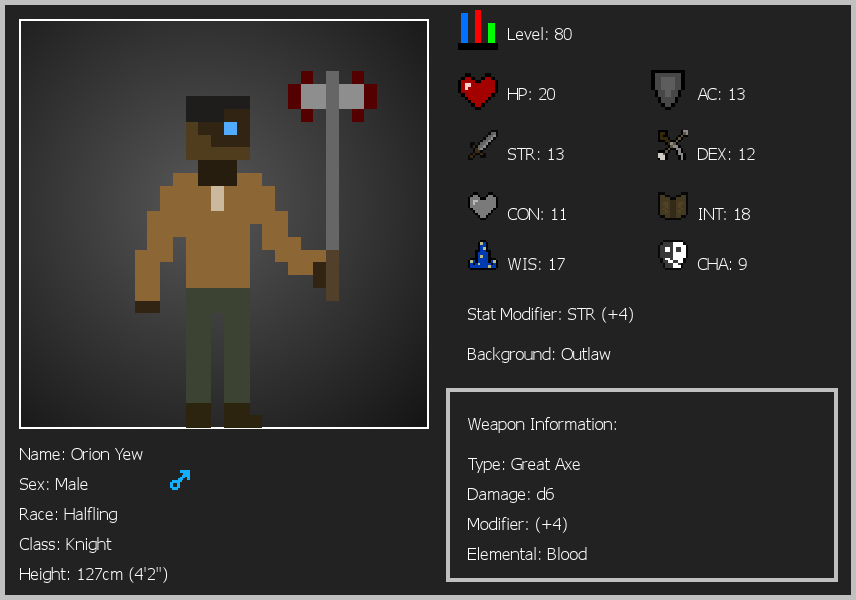 Level: 80
HP: 20
AC: 13
STR: 13
DEX: 12
CON: 11
INT: 18
WIS: 17
CHA: 9
Stat Modifier: STR (+4)
Background: Outlaw
Weapon Information:
Type: Great Axe
Damage: d6
Modifier: (+4)
Elemental: Blood
Name: Orion Yew
Sex: Male
Race: Halfling
Class: Knight
Height: 127cm (4'2")